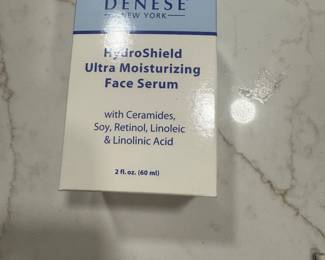 DENESE
NEW YORK
HydroShield
Ultra Moisturizing
Face Serum
with Ceramides,
Soy, Retinol, Linoleic
& Linolinic Acid
2 fl. oz. (60 ml)